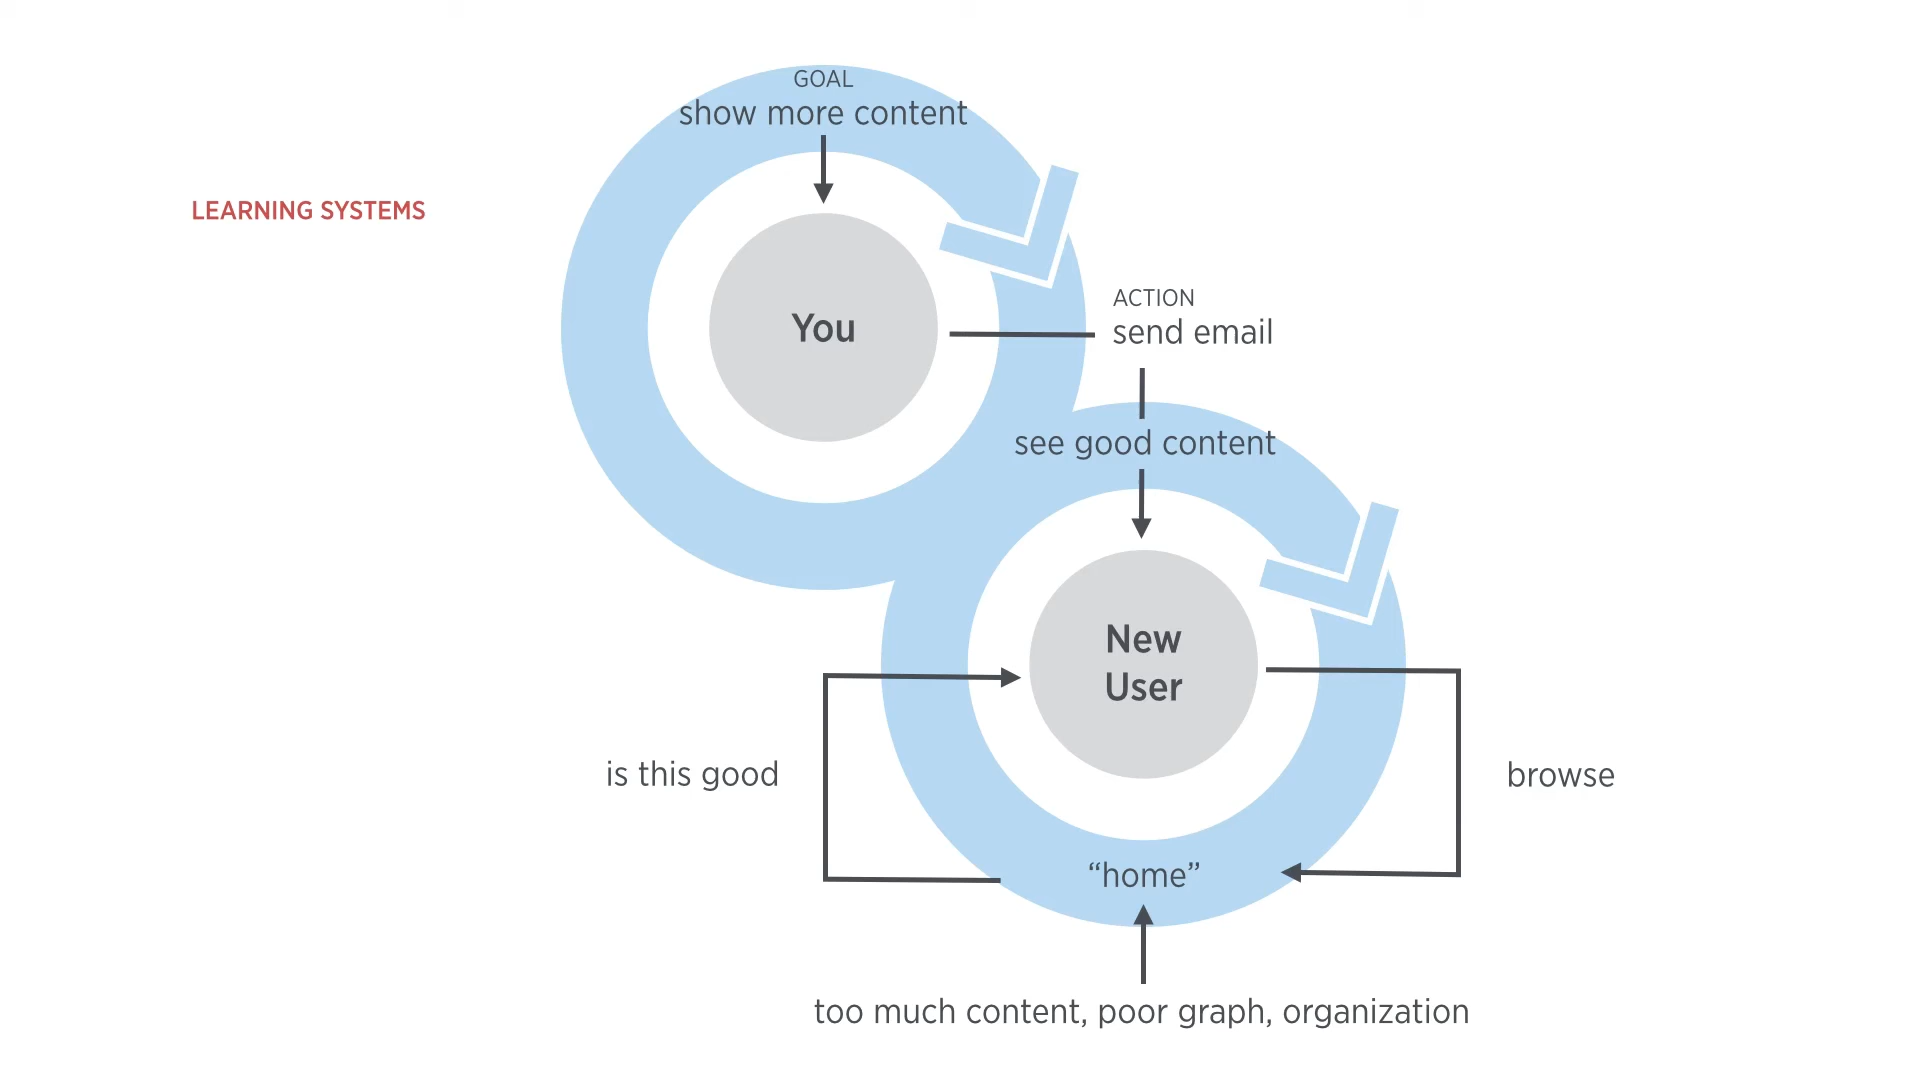 GOAL
show more content
LEARNING SYSTEMS
You
ACTION
send email
see good content
New
User
is this good
browse
“home”
too much content, poor graph, organization